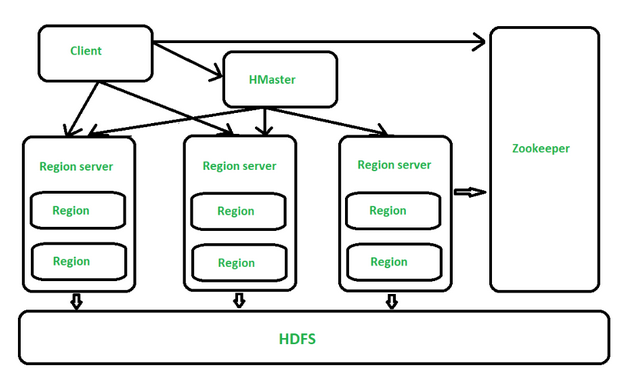 Client
HMaster
Zookeeper
Region server
Region
Region
Region server
Region
Region
Region server
Region
Region
HDFS